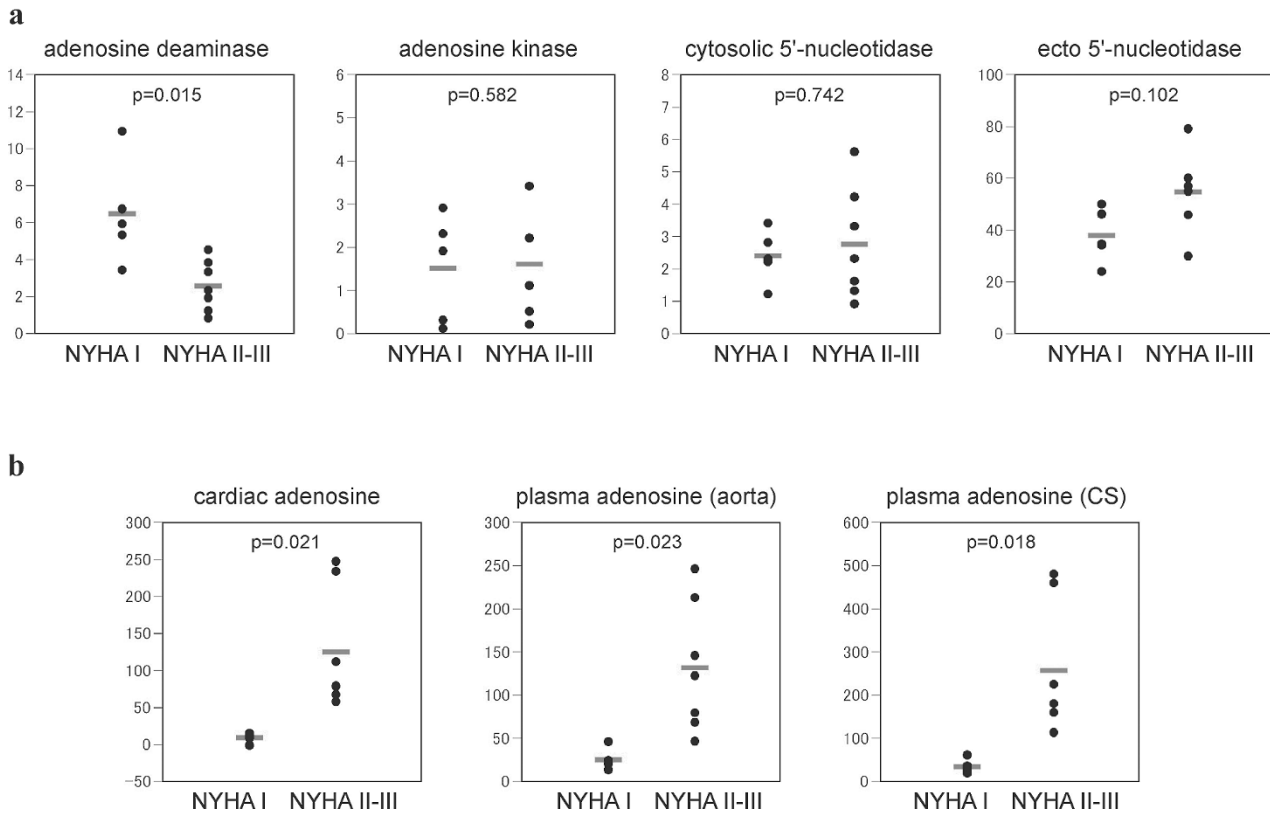 a
adenosine deaminase
adenosine kinase
cytosolic 5'-nucleotidase
ecto 5'-nucleotidase
14
12
10
8
6
4
2
0
p=0.015
NYHA I
NYHA II-III
6
5
4
3
2
1
0
p=0.582
NYHA I
NYHA II-III
8
7
6
5
4
3
2
1
0
p=0.742
NYHA I
NYHA II-III
100
80
60
40
20
0
p=0.102
NYHA I
NYHA II-III
b
cardiac adenosine
plasma adenosine (aorta)
plasma adenosine (CS)
300
250
200
150
100
50
0
-50
p=0.021
NYHA I
NYHA II-III
300
250
200
150
100
50
0
p=0.023
NYHA I
NYHA II-III
600
500
400
300
200
100
0
p=0.018
NYHA I
NYHA II-III